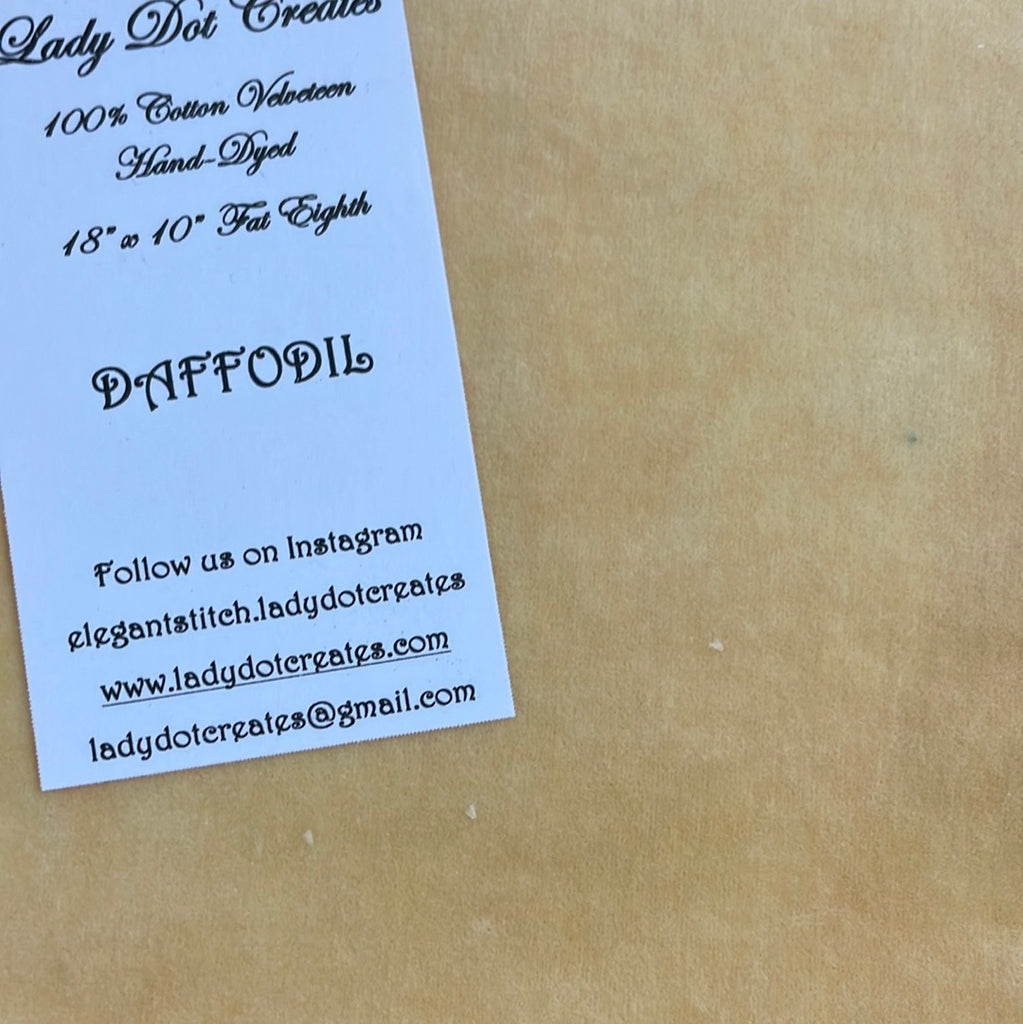 Lady Dot Creates
100% Cotton Velveteen
Hand-Dyed
18" x 10" Fat Eighth
DAFFODIL
Follow us on Instagram
elegantstitch.ladydotcreates
www.ladydotcreates.com
ladydotcreates@gmail.com